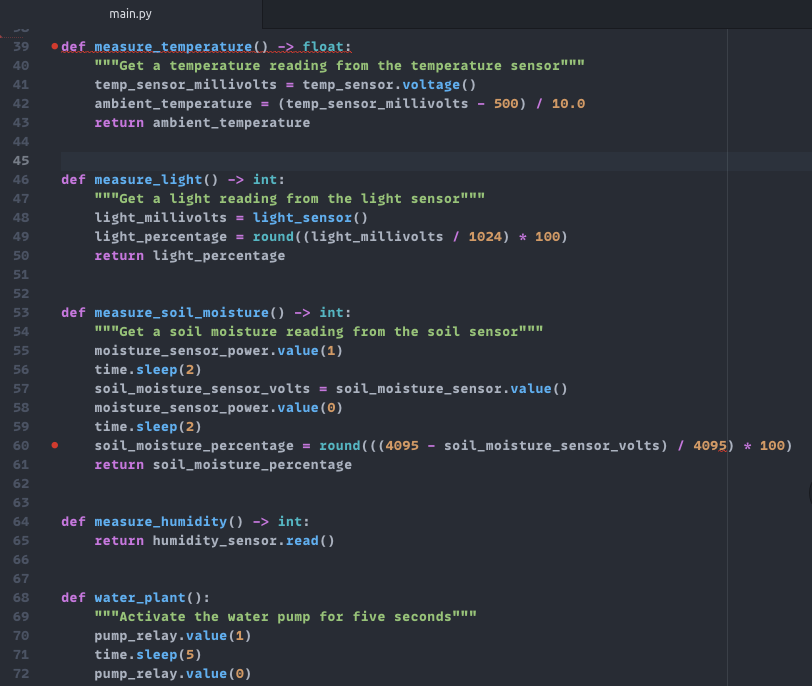 main.py
38
39 def measure_temperature() -> float:
40     """Get a temperature reading from the temperature sensor"""
41     temp_sensor_millivolts = temp_sensor.voltage()
42     ambient_temperature = (temp_sensor_millivolts - 500) / 10.0
43     return ambient_temperature
44
45
46 def measure_light() -> int:
47     """Get a light reading from the light sensor"""
48     light_millivolts = light_sensor()
49     light_percentage = round((light_millivolts / 1024) * 100)
50     return light_percentage
51
52
53 def measure_soil_moisture() -> int:
54     """Get a soil moisture reading from the soil sensor"""
55     moisture_sensor_power.value(1)
56     time.sleep(2)
57     soil_moisture_sensor_volts = soil_moisture_sensor.value()
58     moisture_sensor_power.value(0)
59     time.sleep(2)
60     soil_moisture_percentage = round(((4095 - soil_moisture_sensor_volts) / 4095) * 100)
61     return soil_moisture_percentage
62
63
64 def measure_humidity() -> int:
65     return humidity_sensor.read()
66
67
68 def water_plant():
69     """Activate the water pump for five seconds"""
70     pump_relay.value(1)
71     time.sleep(5)
72     pump_relay.value(0)